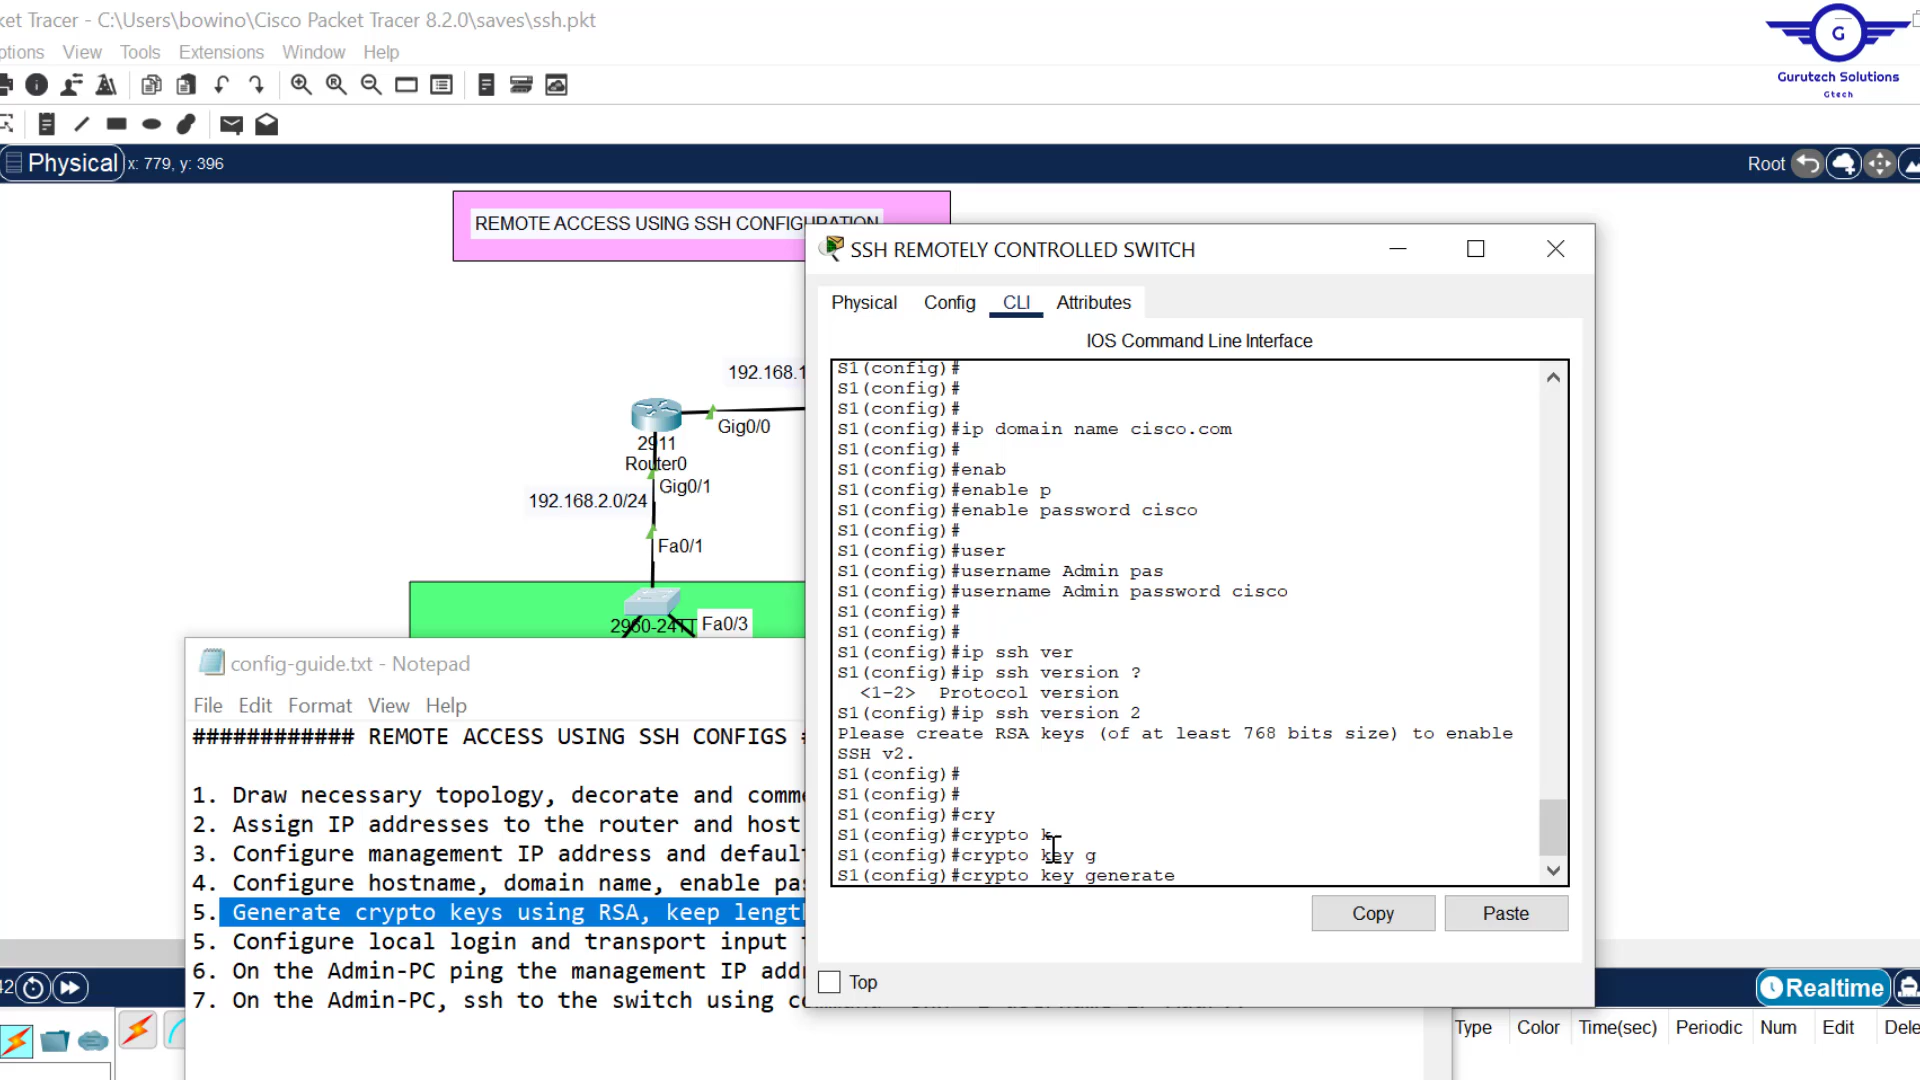 ket Tracer - C:\Users\bowino\Cisco Packet Tracer 8.2.0\saves\ssh.pkt
ptions View Tools Extensions Window Help
G
Gurutech Solutions
Gtech
Physical x: 779, y: 396
Root
REMOTE ACCESS USING SSH CONFIGURATION
192.168.1
Gig0/0
2911
Router0
Gig0/1
192.168.2.0/24
Fa0/1
2960-24TT
Fa0/3
SSH REMOTELY CONTROLLED SWITCH
Physical Config CLI Attributes
IOS Command Line Interface
S1(config)#
S1(config)#
S1(config)#
S1(config)#ip domain name cisco.com
S1(config)#
S1(config)#enab
S1(config)#enable p
S1(config)#enable password cisco
S1(config)#
S1(config)#user
S1(config)#username Admin pas
S1(config)#username Admin password cisco
S1(config)#
S1(config)#
S1(config)#ip ssh ver
S1(config)#ip ssh version ?
<1-2> Protocol version
S1(config)#ip ssh version 2
Please create RSA keys (of at least 768 bits size) to enable
SSH v2.
S1(config)#
S1(config)#
S1(config)#cry
S1(config)#crypto k
S1(config)#crypto key g
S1(config)#crypto key generate
Copy Paste
Top
config-guide.txt - Notepad
File Edit Format View Help
############ REMOTE ACCESS USING SSH CONFIGS
1. Draw necessary topology, decorate and comm
2. Assign IP addresses to the router and host
3. Configure management IP address and defaul
4. Configure hostname, domain name, enable pa
5. Generate crypto keys using RSA, keep lengt
5. Configure local login and transport input
6. On the Admin-PC ping the management IP add
7. On the Admin-PC, ssh to the switch using
42
Realtime
Type Color Time(sec) Periodic Num Edit Dele